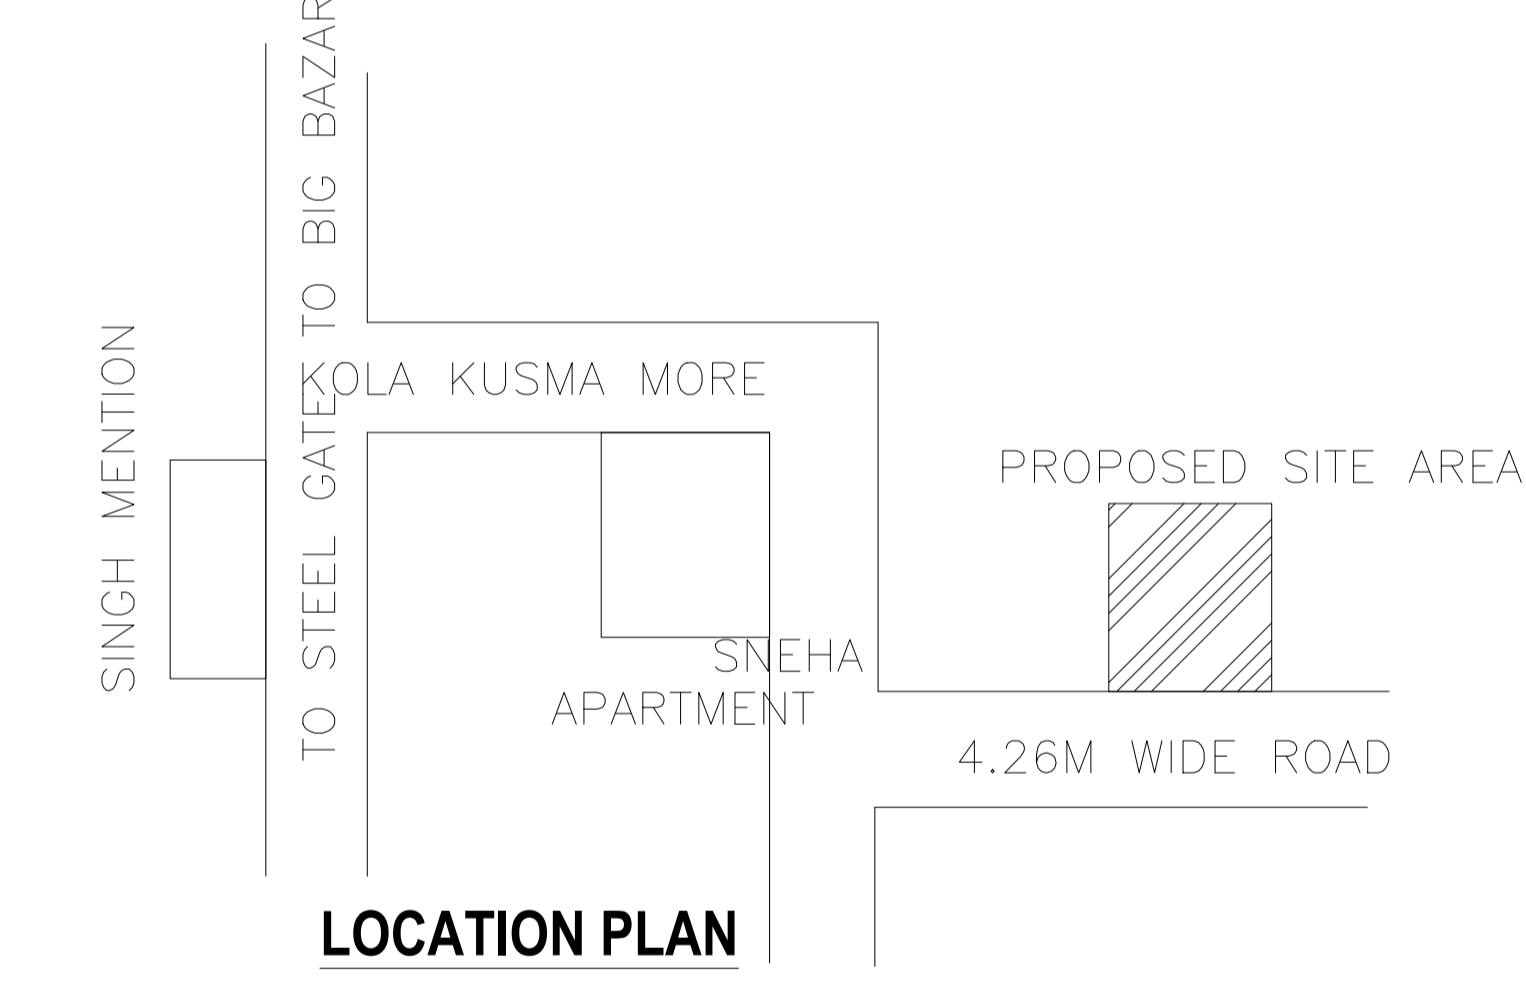 TO STEEL GATE TO BIG BAZAR
SINGH MENTION
KOLA KUSMA MORE
PROPOSED SITE AREA
SNEHA
APARTMENT
4.26M WIDE ROAD
LOCATION PLAN